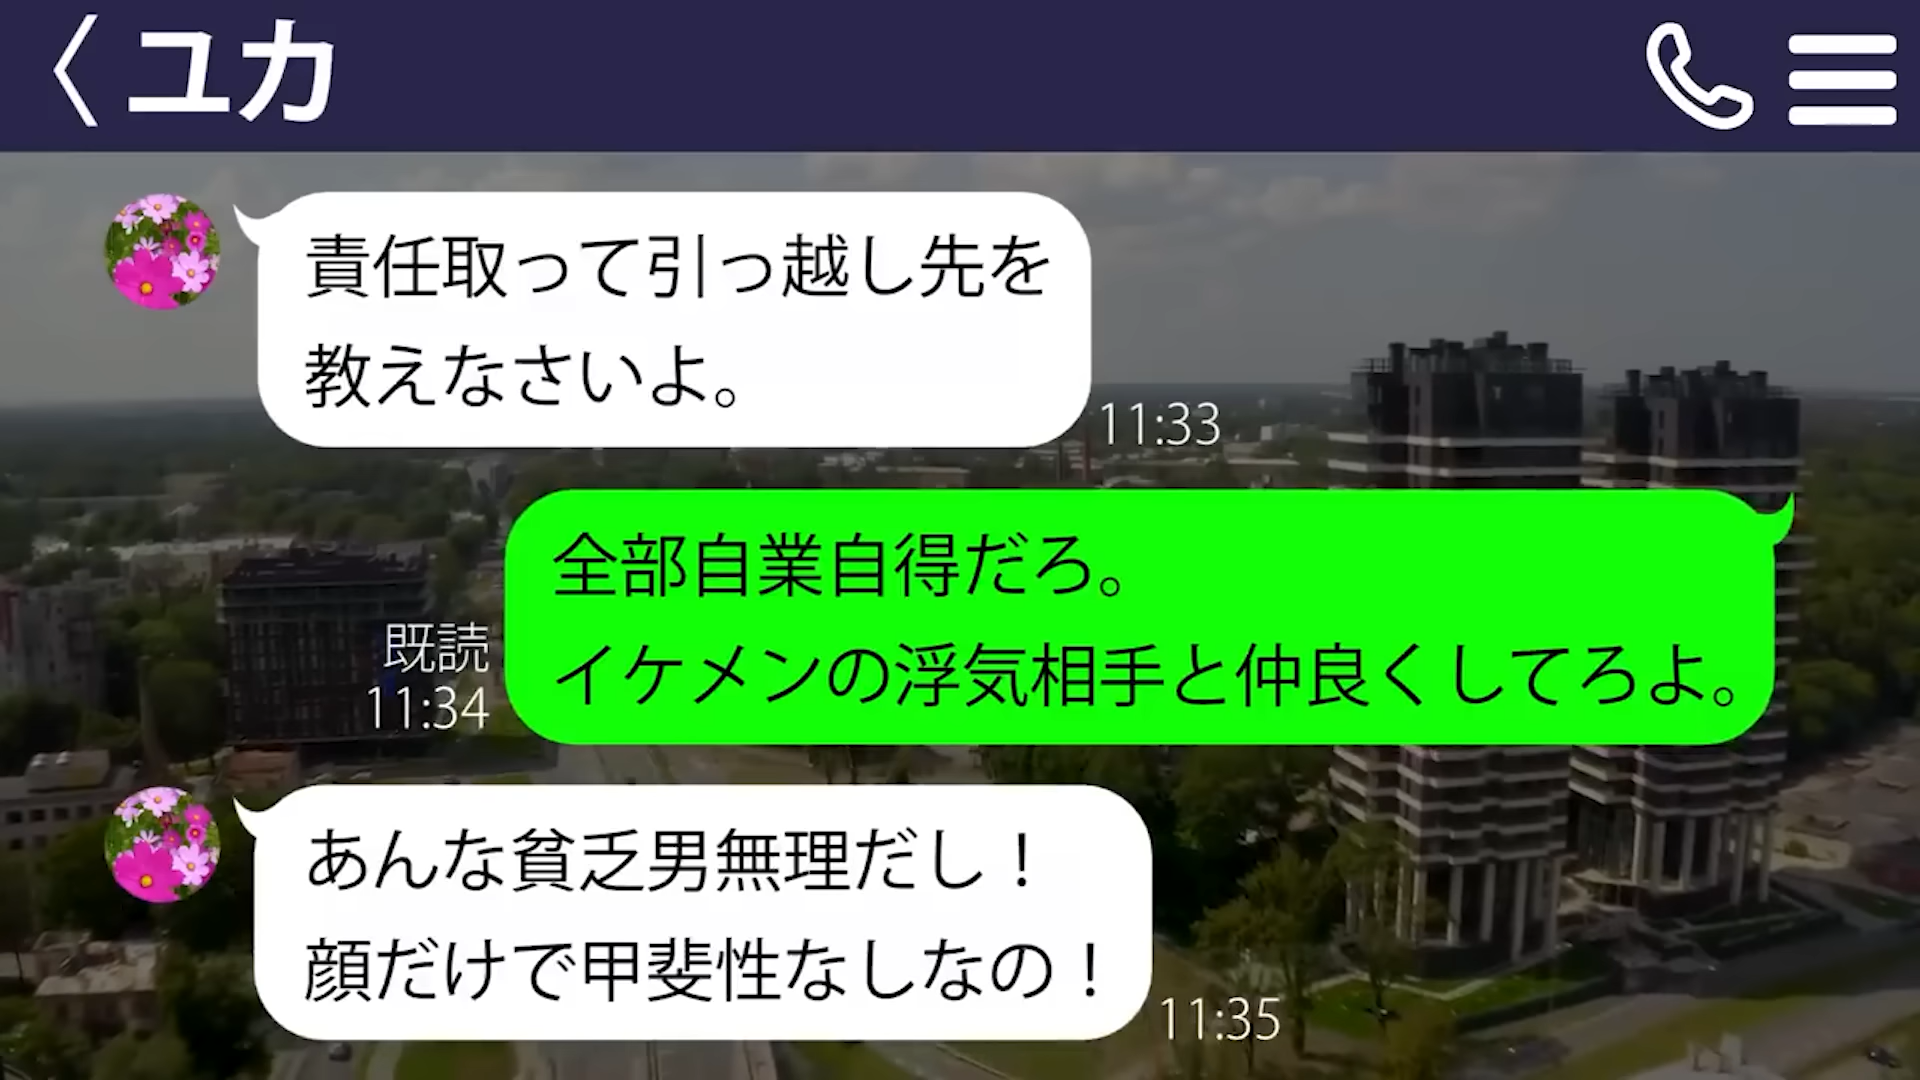 ユカ
責任取って引っ越し先を
教えなさいよ。
11:33
全部自業自得だろ。
イケメンの浮気相手と仲良くしてろよ。
既読
11:34
あんな貧乏男無理だし！
顔だけで甲斐性なしなの！
11:35